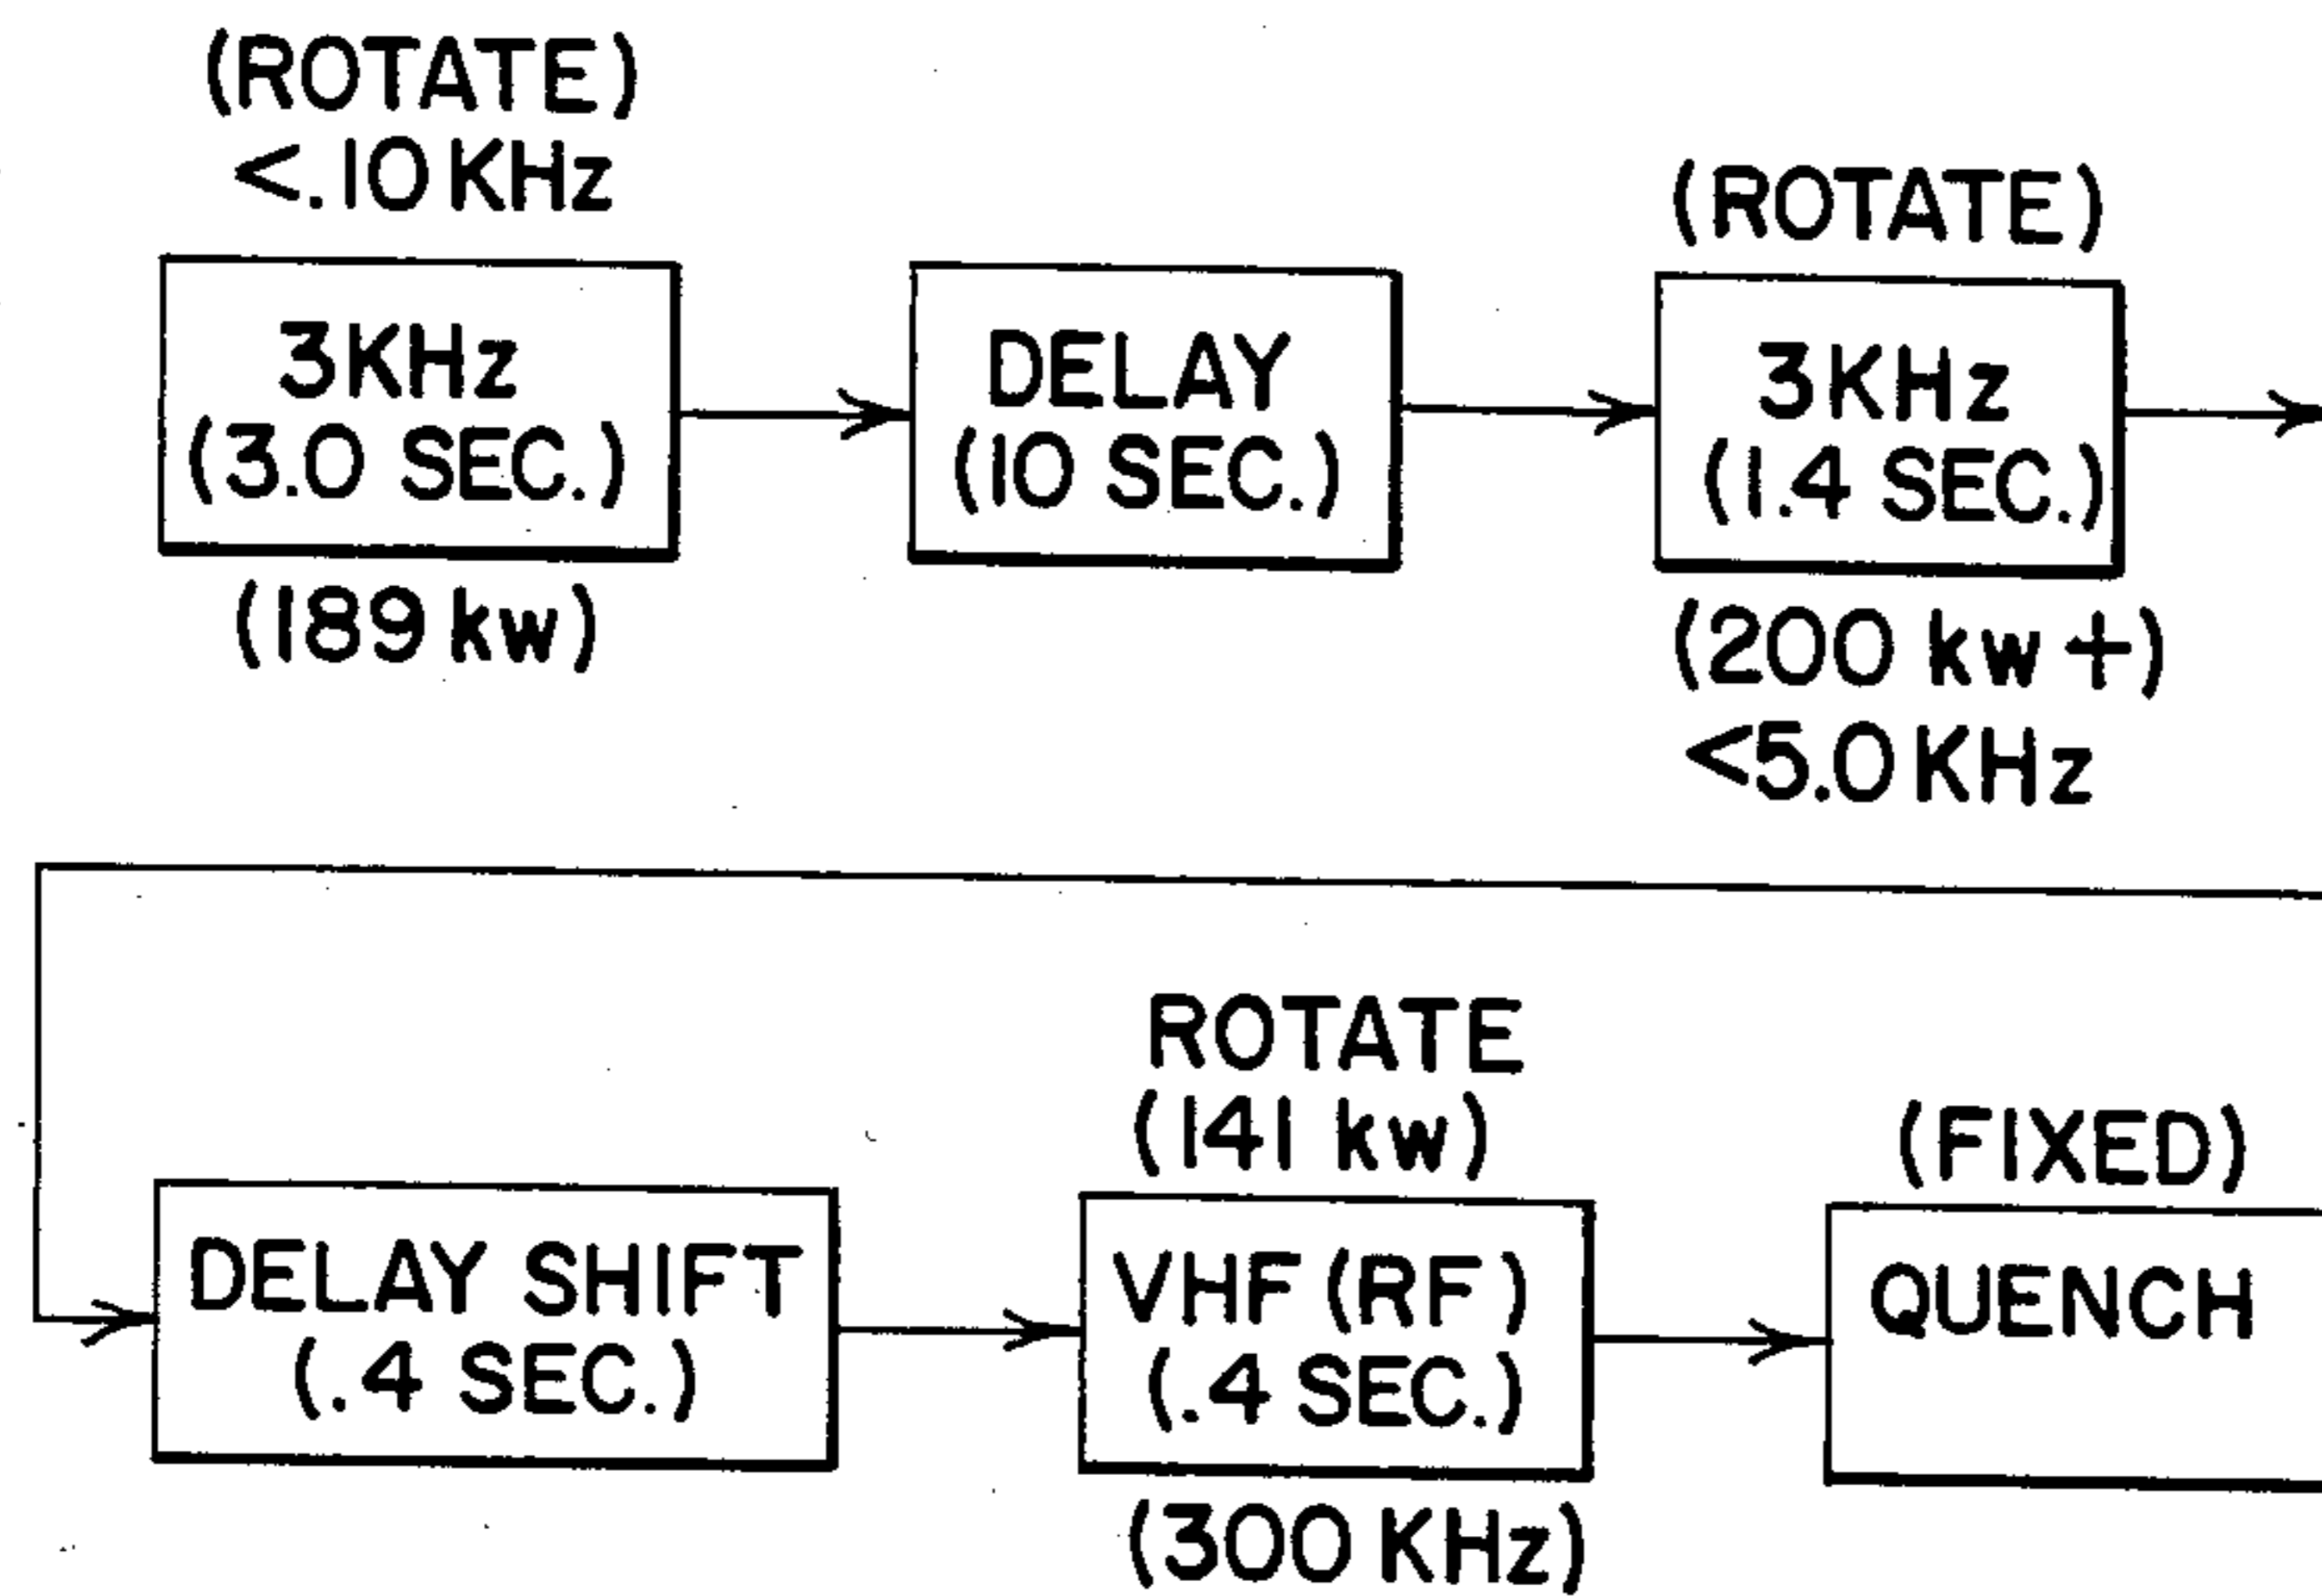 (ROTATE)
<.10 KHz
3KHz
(3.0 SEC.)
(189 kw)
DELAY
(10 SEC.)
(ROTATE)
3KHz
(1.4 SEC.)
(200 kw +)
<5.0 KHz
DELAY SHIFT
(.4 SEC.)
ROTATE
(141 kw)
VHF (RF)
(.4 SEC.)
(300 KHz)
(FIXED)
QUENCH